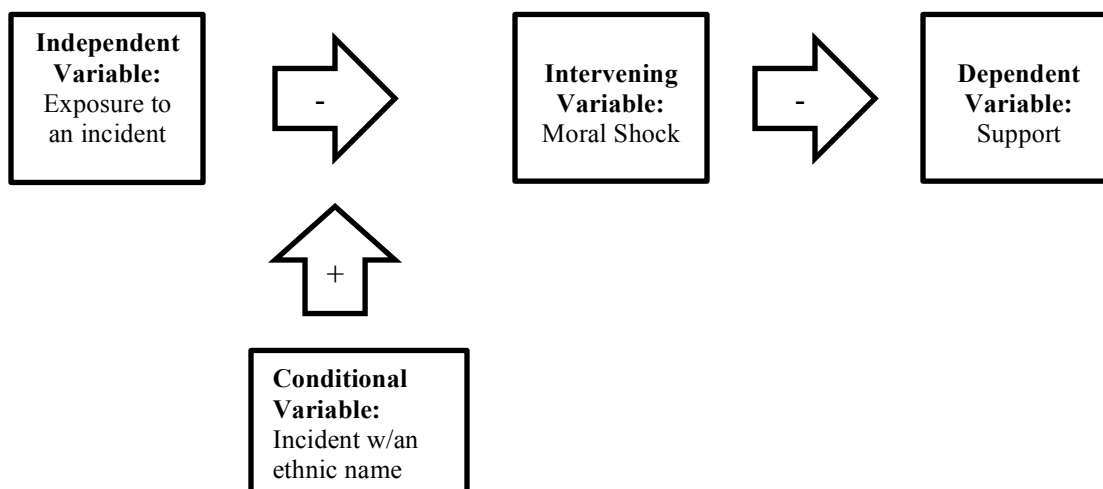 Independent
Variable:
Exposure to
an incident
-
Intervening
Variable:
Moral Shock
-
Dependent
Variable:
Support
+
Conditional
Variable:
Incident w/an
ethnic name